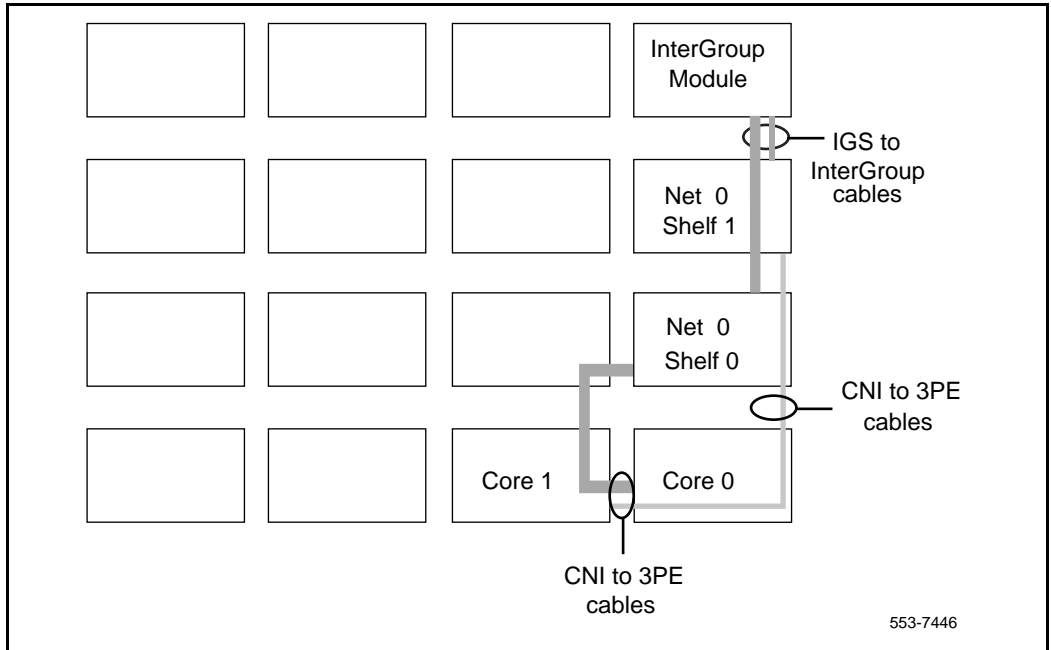 InterGroup
Module
IGS to
InterGroup
cables
Net 0
Shelf 1
Net 0
Shelf 0
CNI to 3PE
cables
Core 1
Core 0
CNI to 3PE
cables
553-7446